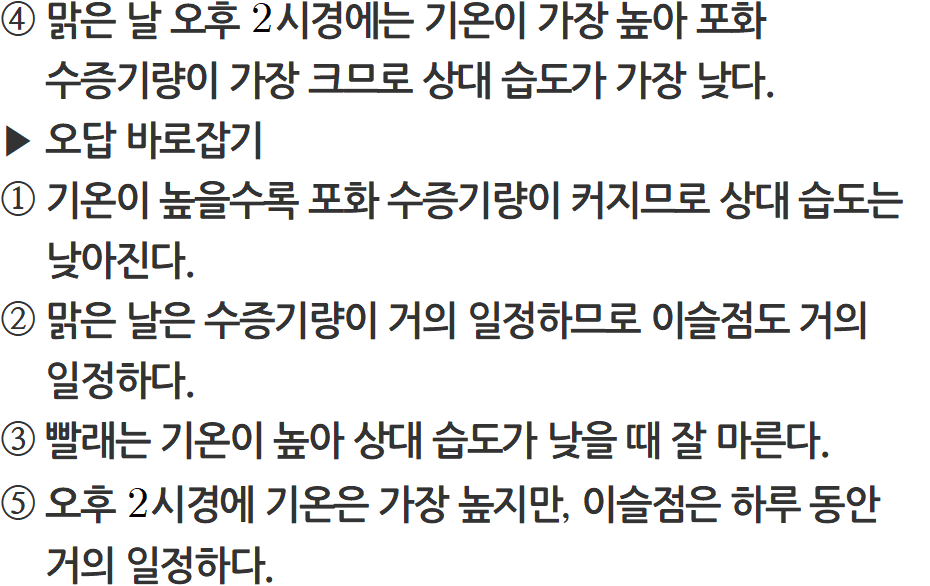 ④ 맑은 날 오후 2시경에는 기온이 가장 높아 포화
수증기량이 가장 크므로 상대 습도가 가장 낮다.
▶ 오답 바로잡기
① 기온이 높을수록 포화 수증기량이 커지므로 상대 습도는
낮아진다.
② 맑은 날은 수증기량이 거의 일정하므로 이슬점도 거의
일정하다.
③ 빨래는 기온이 높아 상대 습도가 낮을 때 잘 마른다.
⑤ 오후 2시경에 기온은 가장 높지만, 이슬점은 하루 동안
거의 일정하다.